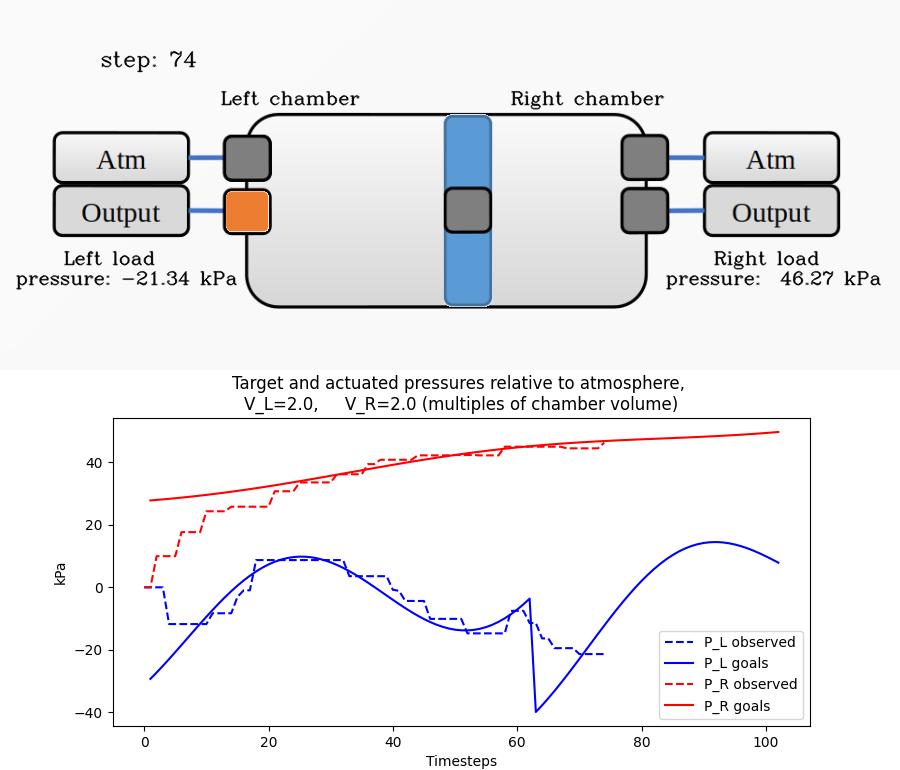 step: 74
Left chamber
Right chamber
Atm
Atm
Output
Output
Left load
pressure: −21.34 kPa
Right load
pressure: 46.27 kPa
Target and actuated pressures relative to atmosphere,
V_L=2.0, V_R=2.0 (multiples of chamber volume)
40
20
0
−20
−40
kPa
P_L observed
P_L goals
P_R observed
P_R goals
0 20 40 60 80 100
Timesteps